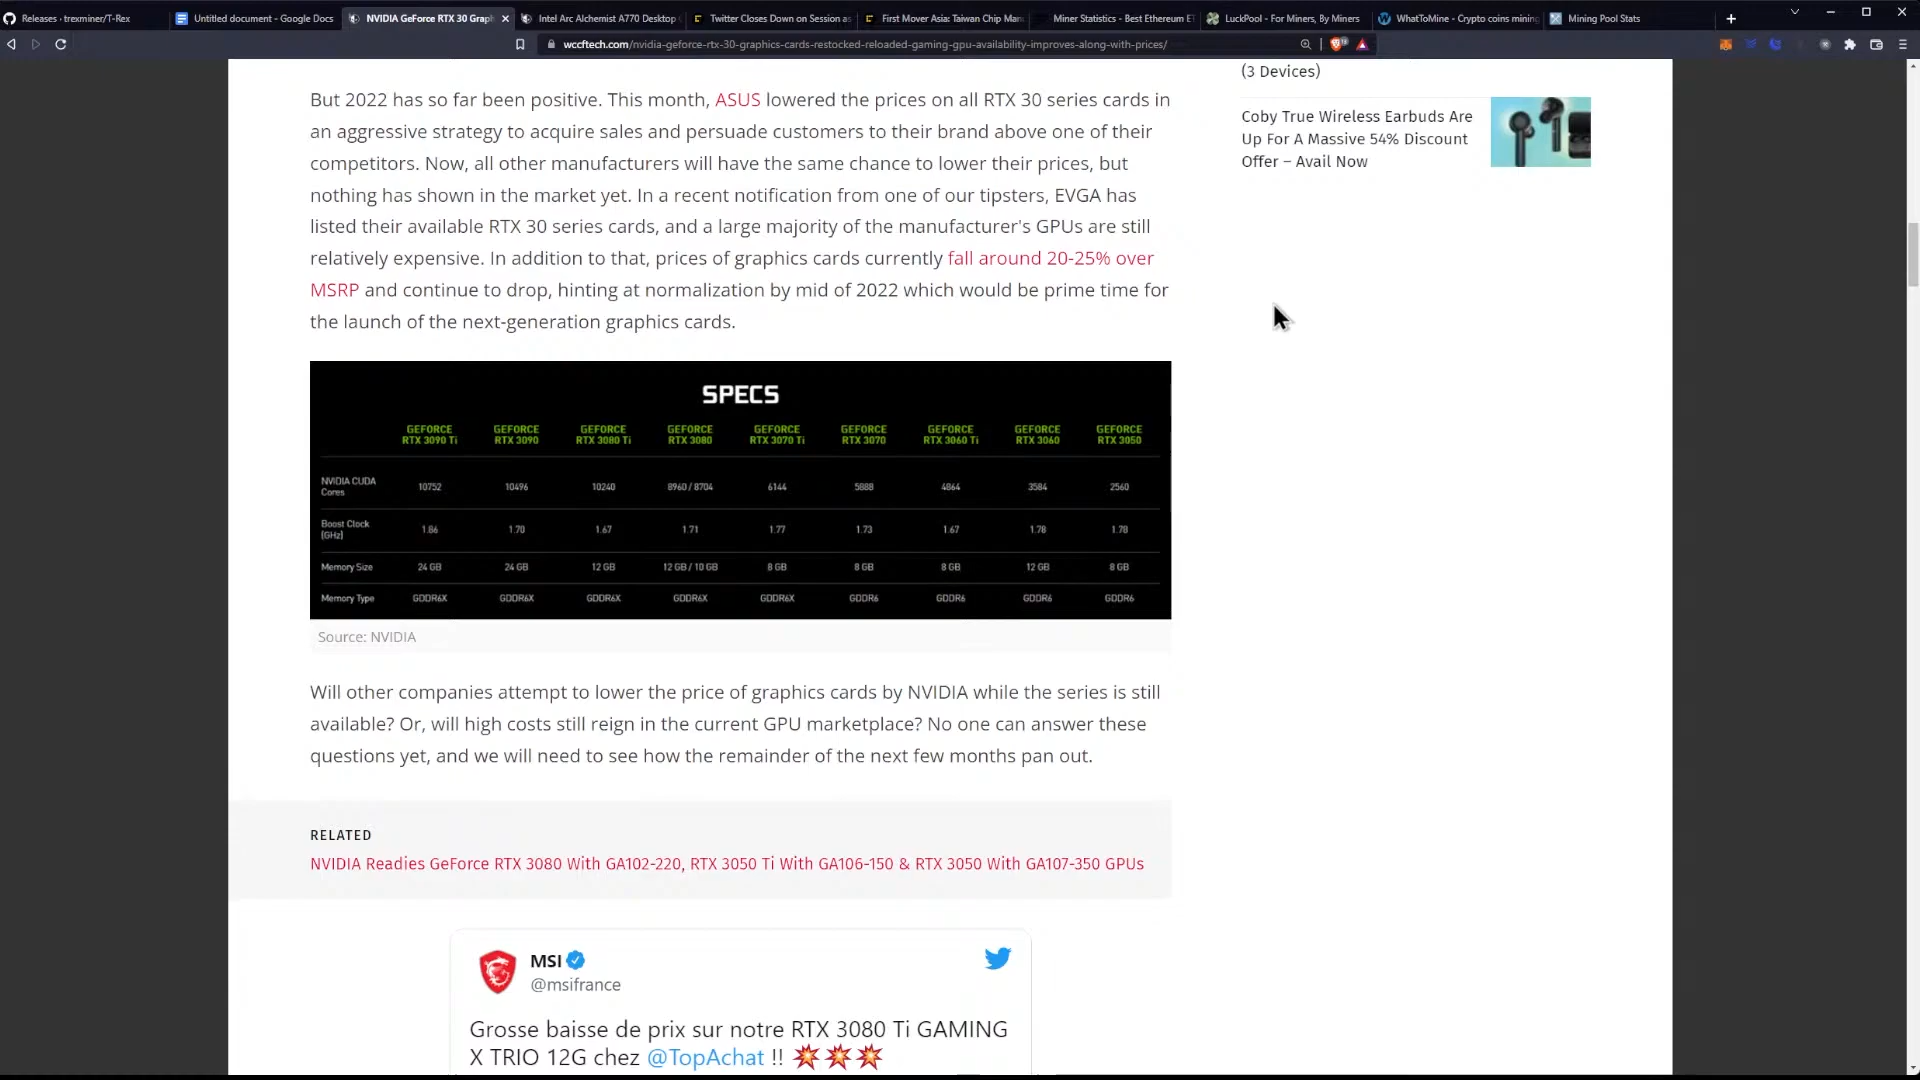 Releases · trexminer/T-Rex
Untitled document - Google Docs
NVIDIA GeForce RTX 30 Grap
Intel Arc Alchemist A770 Desktop
Twitter Closes Down on Session as
First Mover Asia: Taiwan Chip Man
Miner Statistics - Best Ethereum ET
LuckPool - For Miners, By Miners
WhatToMine - Crypto coins mining
Mining Pool Stats
wccftech.com/nvidia-geforce-rtx-30-graphics-cards-restocked-reloaded-gaming-gpu-availability-improves-along-with-prices/
But 2022 has so far been positive. This month, ASUS lowered the prices on all RTX 30 series cards in
an aggressive strategy to acquire sales and persuade customers to their brand above one of their
competitors. Now, all other manufacturers will have the same chance to lower their prices, but
nothing has shown in the market yet. In a recent notification from one of our tipsters, EVGA has
listed their available RTX 30 series cards, and a large majority of the manufacturer's GPUs are still
relatively expensive. In addition to that, prices of graphics cards currently fall around 20-25% over
MSRP and continue to drop, hinting at normalization by mid of 2022 which would be prime time for
the launch of the next-generation graphics cards.
(3 Devices)
Coby True Wireless Earbuds Are
Up For A Massive 54% Discount
Offer – Avail Now
SPECS
GEFORCE RTX 3090 Ti GEFORCE RTX 3090 GEFORCE RTX 3080 Ti GEFORCE RTX 3080 GEFORCE RTX 3070 Ti GEFORCE RTX 3070 GEFORCE RTX 3060 Ti GEFORCE RTX 3060 GEFORCE RTX 3050
NVIDIA CUDA Cores 10752 10496 10240 8960 / 8704 6144 5888 4864 3584 2560
Boost Clock (GHz) 1.86 1.70 1.67 1.71 1.77 1.73 1.67 1.78 1.78
Memory Size 24 GB 24 GB 12 GB 12 GB / 10 GB 8 GB 8 GB 8 GB 12 GB 8 GB
Memory Type GDDR6X GDDR6X GDDR6X GDDR6X GDDR6X GDDR6 GDDR6 GDDR6 GDDR6
Source: NVIDIA
Will other companies attempt to lower the price of graphics cards by NVIDIA while the series is still
available? Or, will high costs still reign in the current GPU marketplace? No one can answer these
questions yet, and we will need to see how the remainder of the next few months pan out.
RELATED
NVIDIA Readies GeForce RTX 3080 With GA102-220, RTX 3050 Ti With GA106-150 & RTX 3050 With GA107-350 GPUs
MSI
@msifrance
Grosse baisse de prix sur notre RTX 3080 Ti GAMING
X TRIO 12G chez @TopAchat !! 💥💥💥